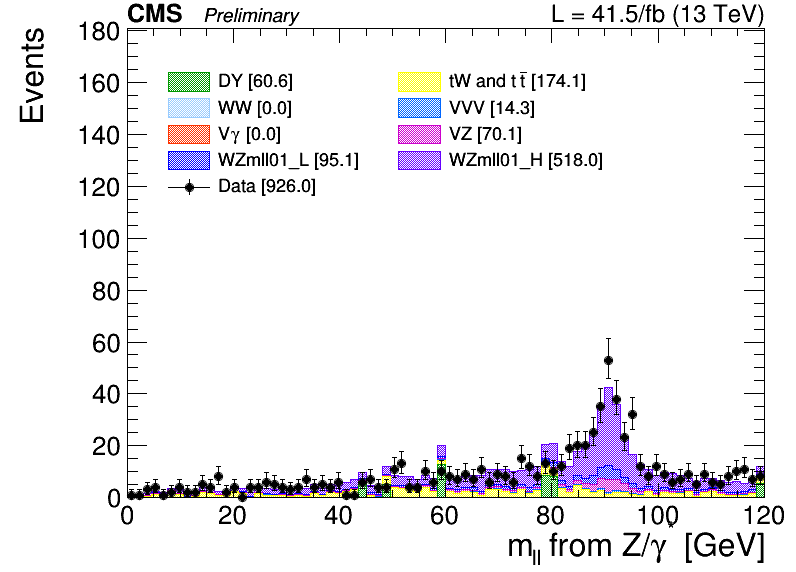 CMS Preliminary L = 41.5/fb (13 TeV)
Events
180
160
140
120
100
80
60
40
20
0
DY [60.6]
tW and tt̅ [174.1]
WW [0.0]
VVV [14.3]
Vγ [0.0]
VZ [70.1]
WZmll01_L [95.1]
WZmll01_H [518.0]
Data [926.0]
0 20 40 60 80 100 120
m_ll from Z/γ* [GeV]